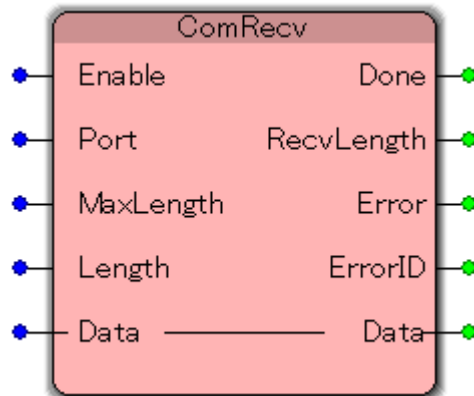 ComRecv
Enable Done
Port RecvLength
MaxLength Error
Length ErrorID
Data Data